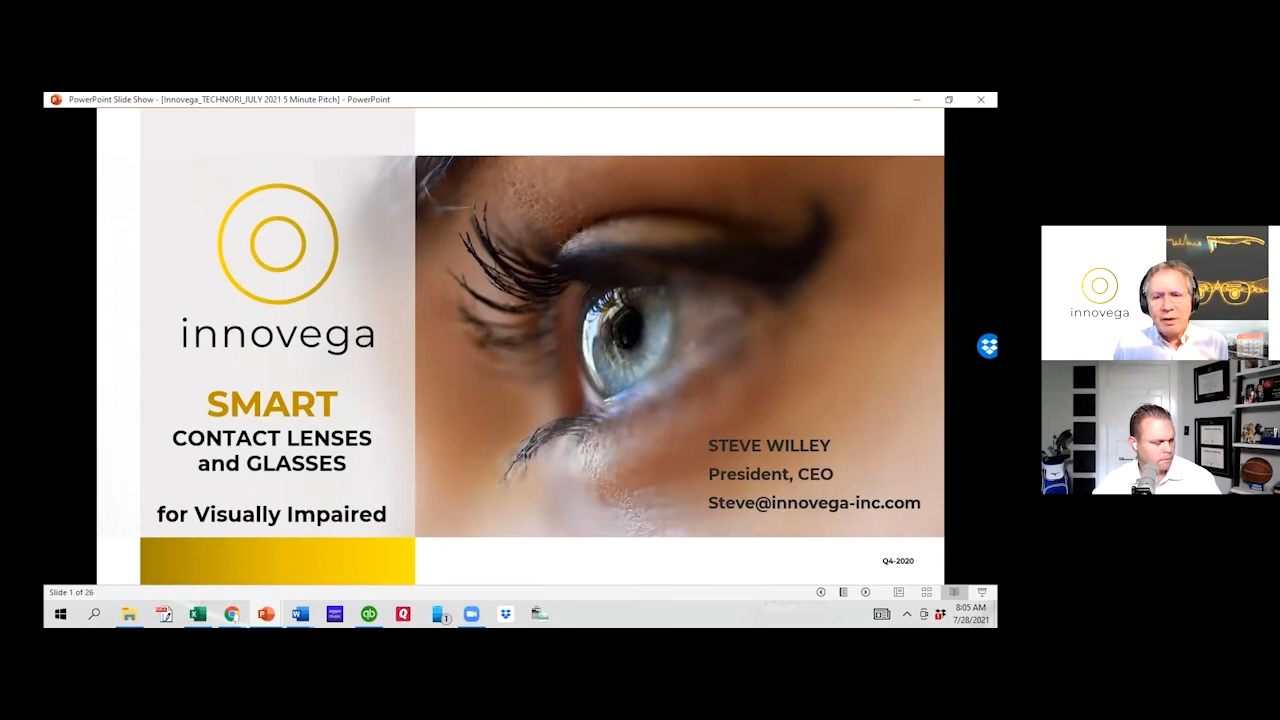 PowerPoint Slide Show - [Innovega_TECHNORI_JULY 2021 5 Minute Pitch] - PowerPoint
innovega
SMART
CONTACT LENSES
and GLASSES
for Visually Impaired
STEVE WILLEY
President, CEO
Steve@innovega-inc.com
Q4-2020
innovega
Slide 1 of 26
8:05 AM
7/28/2021